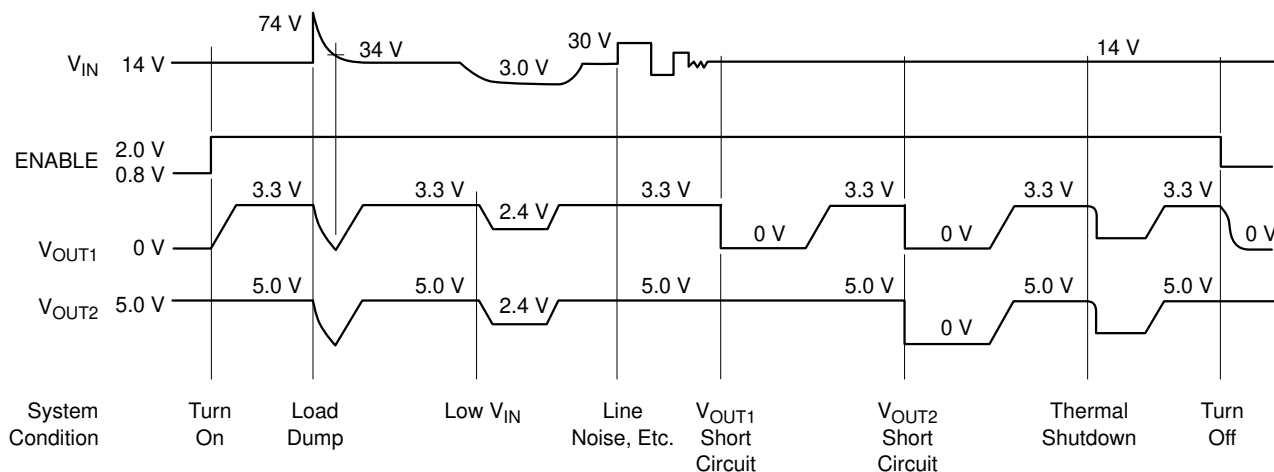 74 V
34 V
30 V
14 V
V_IN 14 V
3.0 V
ENABLE 2.0 V
0.8 V
3.3 V 3.3 V 2.4 V 3.3 V 3.3 V 3.3 V 3.3 V
V_OUT1 0 V 0 V 0 V 0 V
V_OUT2 5.0 V 5.0 V 5.0 V 2.4 V 5.0 V 5.0 V 5.0 V 5.0 V
0 V
System
Condition
Turn
On
Load
Dump
Low V_IN
Line
Noise, Etc.
V_OUT1
Short
Circuit
V_OUT2
Short
Circuit
Thermal
Shutdown
Turn
Off